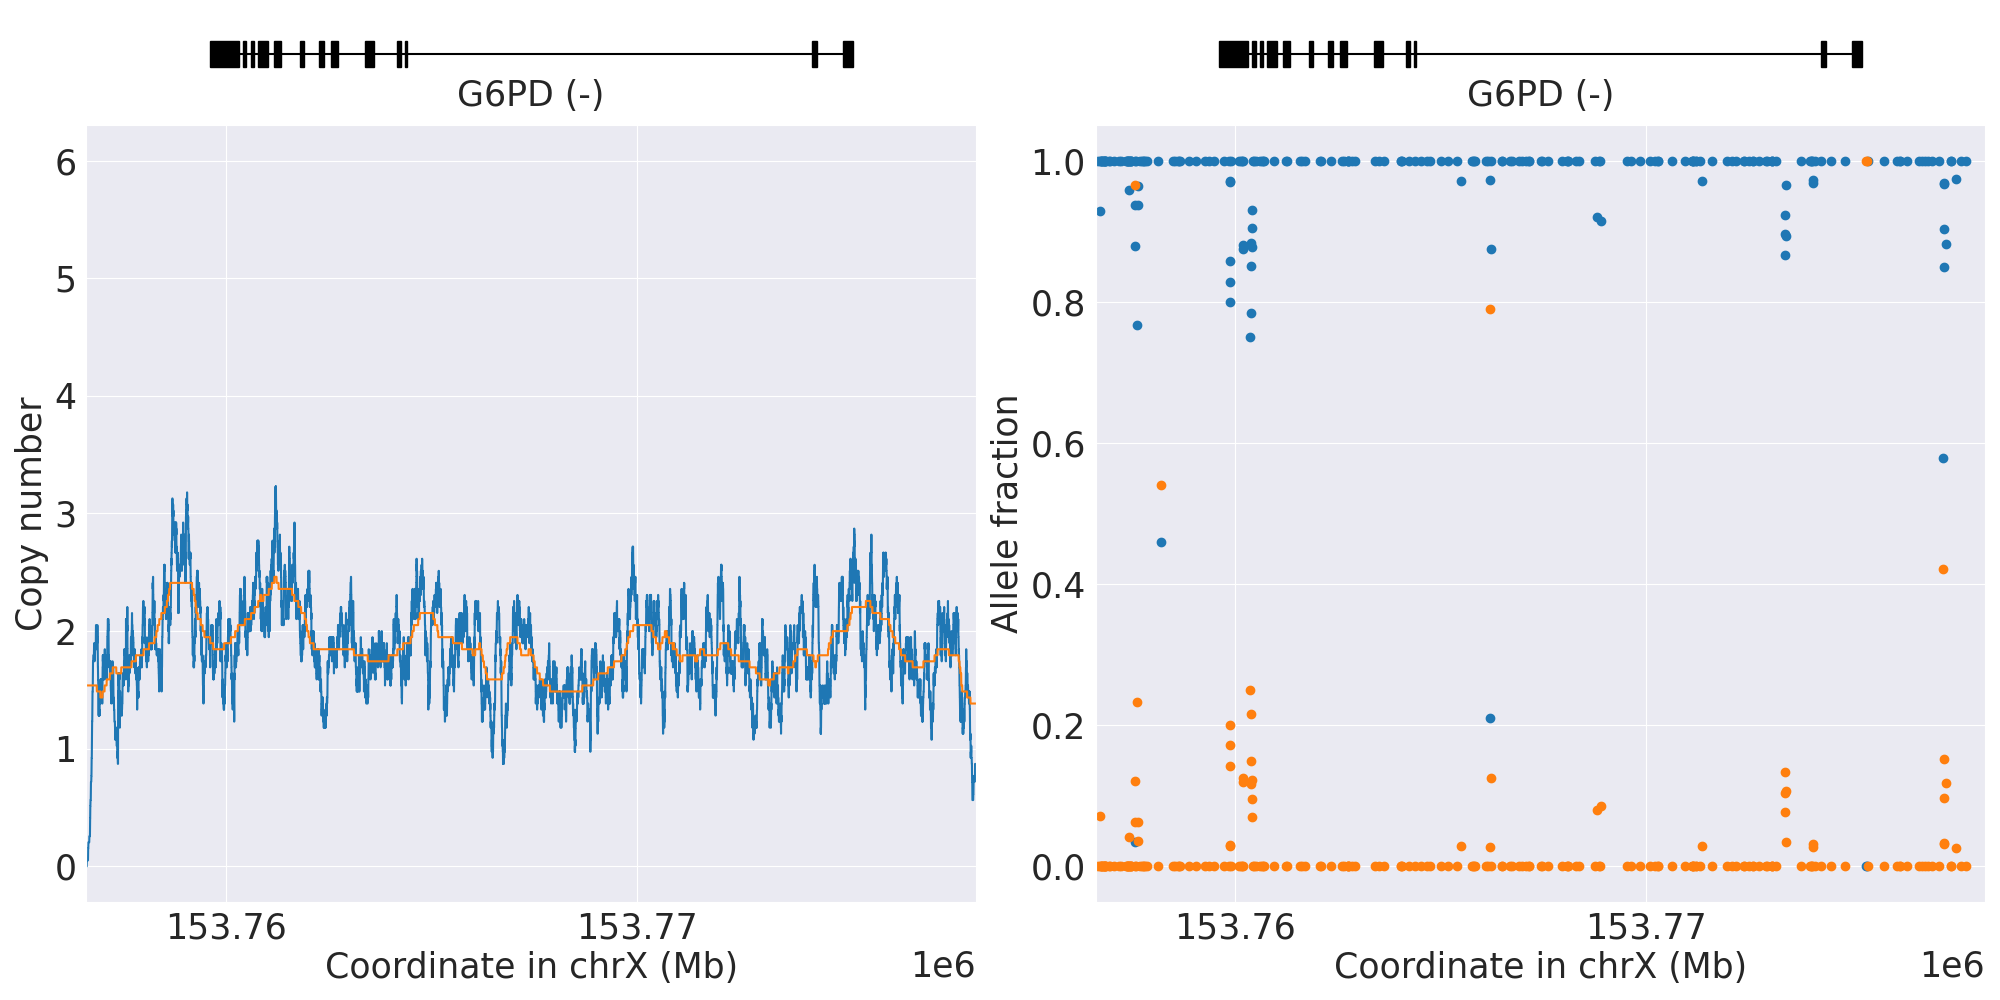 G6PD (-)
6
5
4
3
2
1
0
Copy number
153.76
153.77
Coordinate in chrX (Mb)
1e6
G6PD (-)
1.0
0.8
0.6
0.4
0.2
0.0
Allele fraction
153.76
153.77
Coordinate in chrX (Mb)
1e6